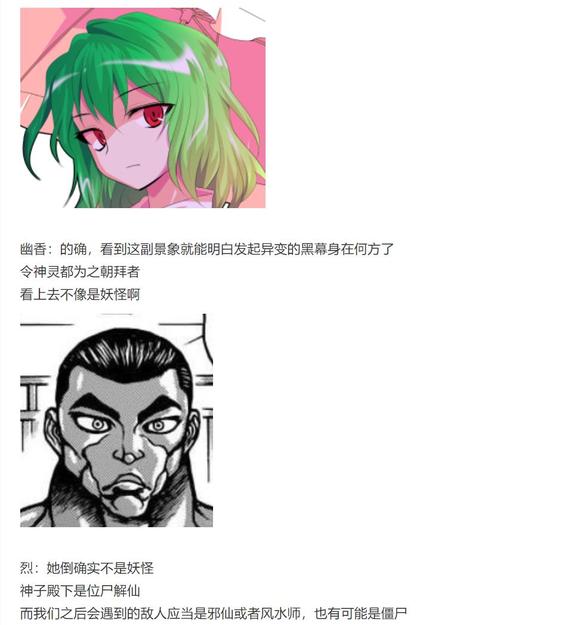 幽香：的确，看到这副景象就能明白发起异变的黑幕身在何方了
令神灵都为之朝拜者
看上去不像是妖怪啊
烈：她倒确实不是妖怪
神子殿下是位尸解仙
而我们之后会遇到的敌人应当是邪仙或者风水师，也有可能是僵尸